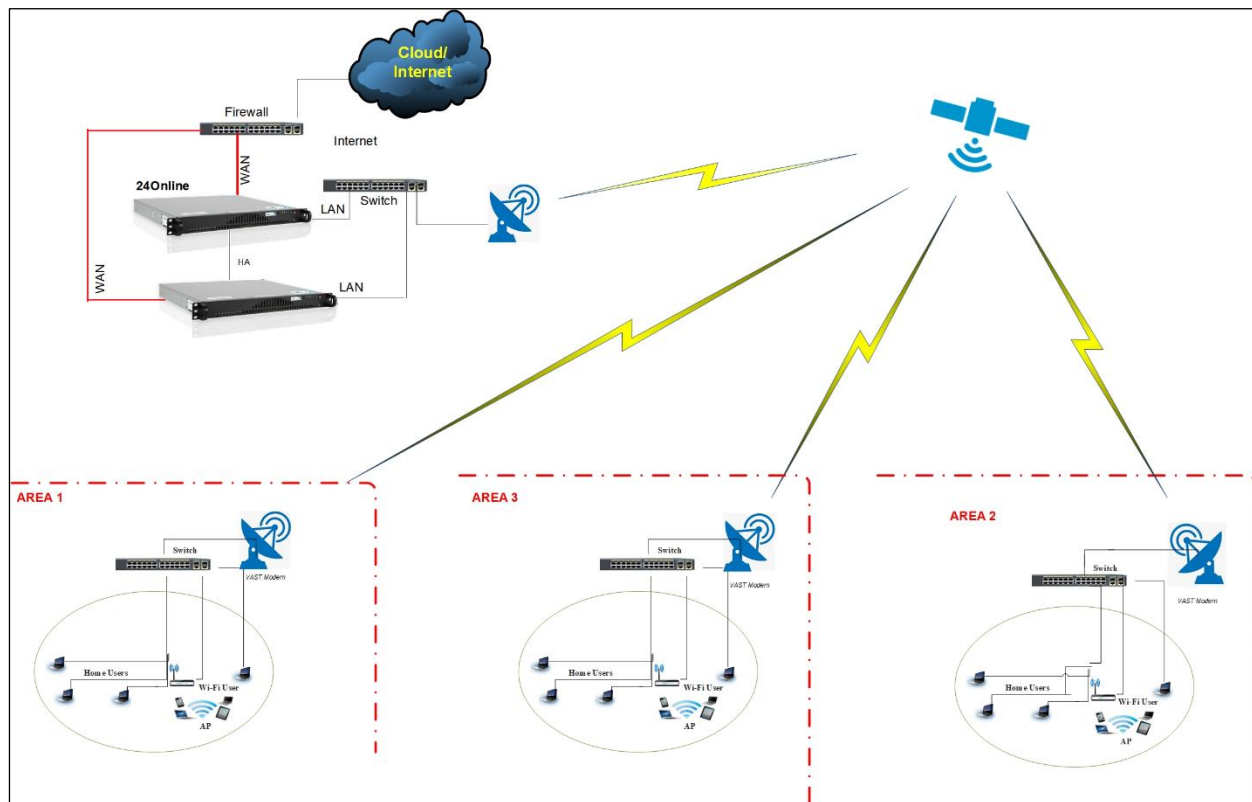 Cloud/
Internet
Firewall
Internet
WAN
24Online
LAN
Switch
HA
WAN
LAN
AREA 1
Switch
VAST Modem
Home Users
Wi-Fi User
AP
AREA 3
Switch
VAST Modem
Home Users
Wi-Fi User
AP
AREA 2
Switch
VAST Modem
Home Users
Wi-Fi User
AP